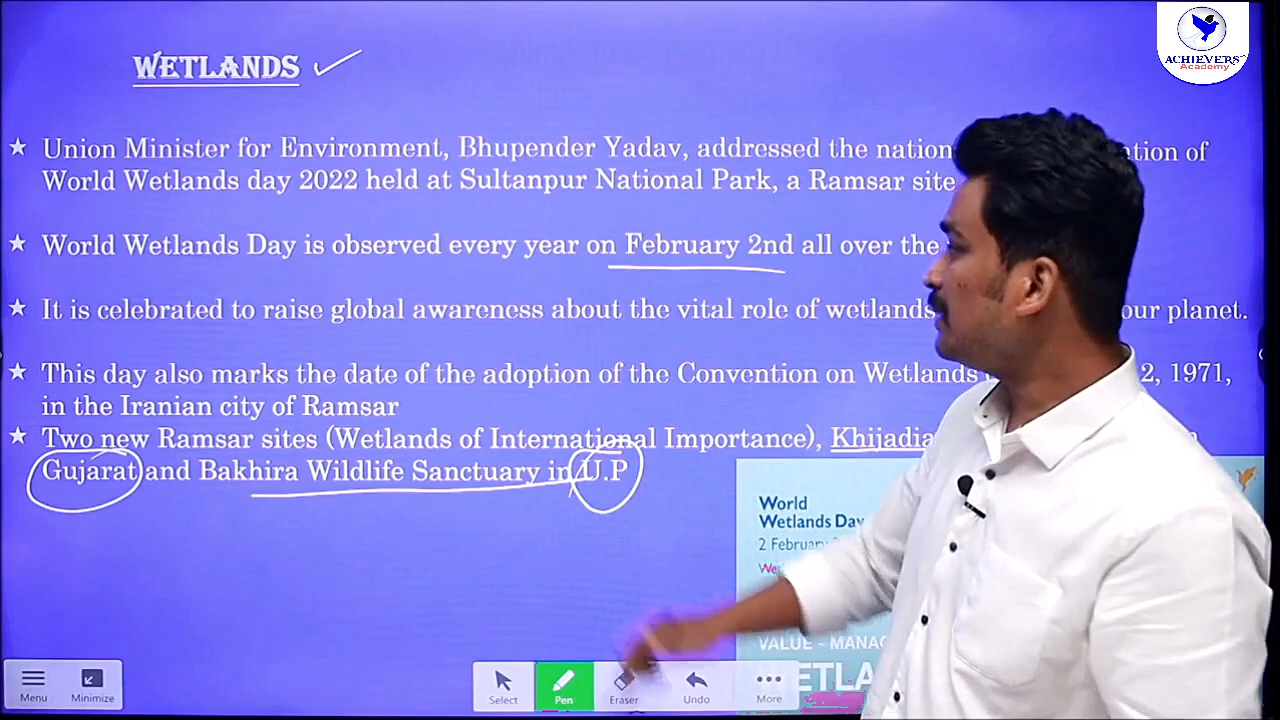 ACHIEVERS
Academy
WETLANDS
Union Minister for Environment, Bhupender Yadav, addressed the nation of
World Wetlands day 2022 held at Sultanpur National Park, a Ramsar site
World Wetlands Day is observed every year on February 2nd all over the
It is celebrated to raise global awareness about the vital role of wetlands our planet.
This day also marks the date of the adoption of the Convention on Wetlands 2, 1971,
in the Iranian city of Ramsar
Two new Ramsar sites (Wetlands of International Importance), Khijadia
Gujarat and Bakhira Wildlife Sanctuary in U.P
World
Wetlands Day
2 February
VALUE - MANA
WETLA
Menu
Minimize
Select
Pen
Eraser
Undo
More